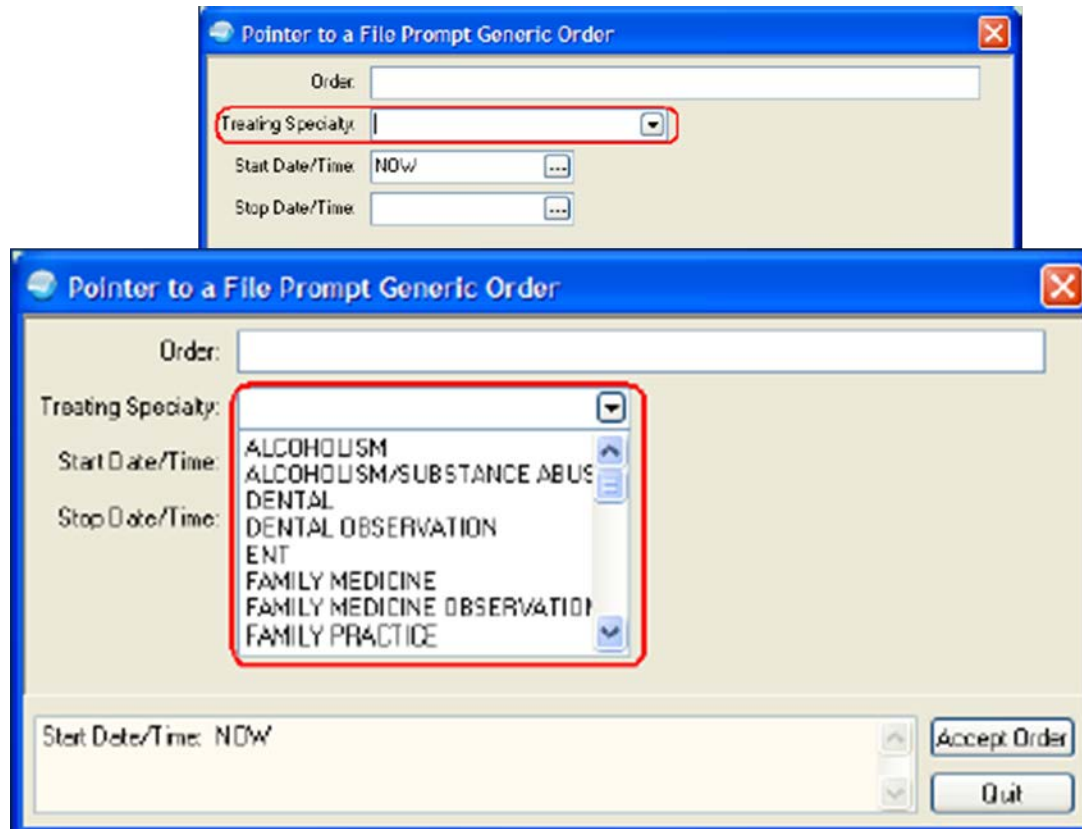 Pointer to a File Prompt Generic Order
Order:
Treating Specialty:
Start Date/Time: NOW
Stop Date/Time:
Pointer to a File Prompt Generic Order
Order:
Treating Specialty:
ALCOHOLISM
Start Date/Time:
ALCOHOLISM/SUBSTANCE ABUS
DENTAL
Stop Date/Time:
DENTAL OBSERVATION
ENT
FAMILY MEDICINE
FAMILY MEDICINE OBSERVATION
FAMILY PRACTICE
Start Date/Time: NOW
Accept Order
Quit